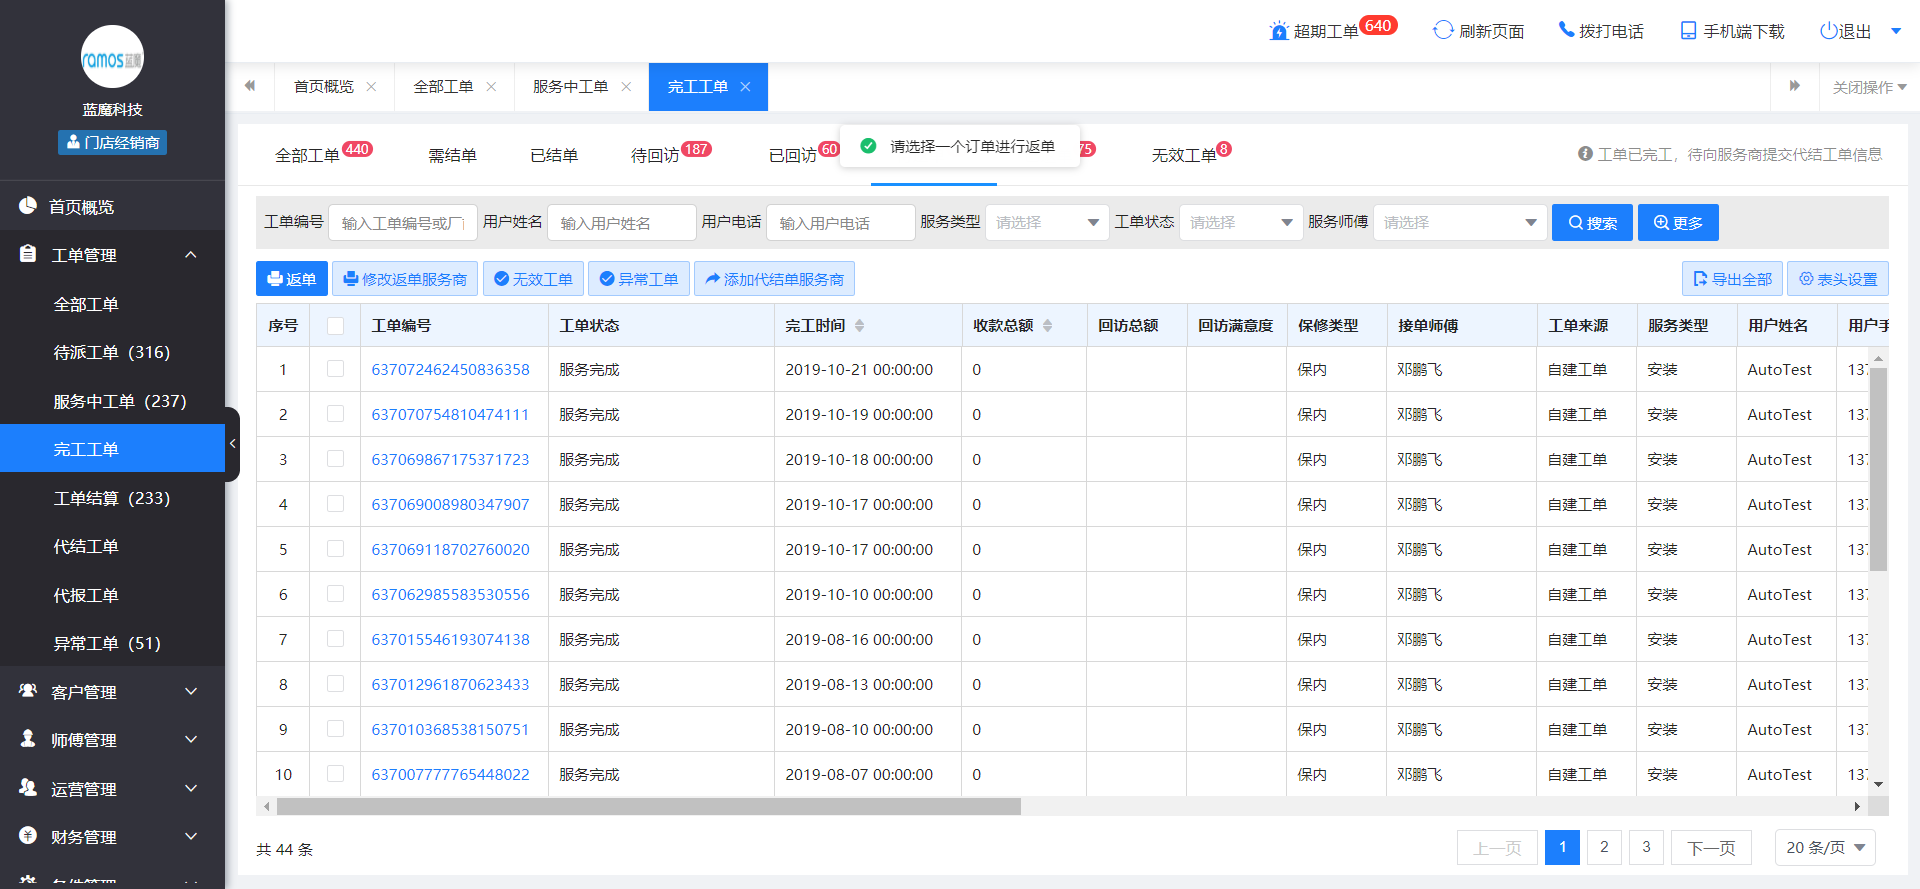 ramos蓝魔
蓝魔科技
门店经销商
首页概览
工单管理
全部工单
待派工单（316）
服务中工单（237）
完工工单
工单结算（233）
代结工单
代报工单
异常工单（51）
客户管理
师傅管理
运营管理
财务管理
超期工单 640 刷新页面 拨打电话 手机端下载 退出
首页概览 全部工单 服务中工单 完工工单 关闭操作
全部工单 440 需结单 已结单 待回访 187 已回访 60 75 无效工单 8
请选择一个订单进行返单
工单已完工，待向服务商提交代结工单信息
工单编号 输入工单编号或厂 用户姓名 输入用户姓名 用户电话 输入用户电话 服务类型 请选择 工单状态 请选择 服务师傅 请选择 搜索 更多
返单 修改返单服务商 无效工单 异常工单 添加代结单服务商 导出全部 表头设置
序号 工单编号 工单状态 完工时间 收款总额 回访总额 回访满意度 保修类型 接单师傅 工单来源 服务类型 用户姓名 用户手
1 637072462450836358 服务完成 2019-10-21 00:00:00 0 保内 邓鹏飞 自建工单 安装 AutoTest 137
2 637070754810474111 服务完成 2019-10-19 00:00:00 0 保内 邓鹏飞 自建工单 安装 AutoTest 137
3 637069867175371723 服务完成 2019-10-18 00:00:00 0 保内 邓鹏飞 自建工单 安装 AutoTest 137
4 637069008980347907 服务完成 2019-10-17 00:00:00 0 保内 邓鹏飞 自建工单 安装 AutoTest 137
5 637069118702760020 服务完成 2019-10-17 00:00:00 0 保内 邓鹏飞 自建工单 安装 AutoTest 137
6 637062985583530556 服务完成 2019-10-10 00:00:00 0 保内 邓鹏飞 自建工单 安装 AutoTest 137
7 637015546193074138 服务完成 2019-08-16 00:00:00 0 保内 邓鹏飞 自建工单 安装 AutoTest 137
8 637012961870623433 服务完成 2019-08-13 00:00:00 0 保内 邓鹏飞 自建工单 安装 AutoTest 137
9 637010368538150751 服务完成 2019-08-10 00:00:00 0 保内 邓鹏飞 自建工单 安装 AutoTest 137
10 637007777765448022 服务完成 2019-08-07 00:00:00 0 保内 邓鹏飞 自建工单 安装 AutoTest 137
共 44 条 上一页 1 2 3 下一页 20 条/页